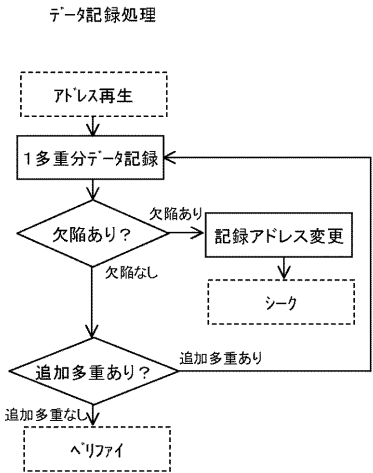 ﾃﾞｰﾀ記録処理
ｱﾄﾞﾚｽ再生
１多重分ﾃﾞｰﾀ記録
欠陥あり？
欠陥あり
記録ｱﾄﾞﾚｽ変更
欠陥なし
ｼｰｸ
追加多重あり？
追加多重あり
追加多重なし
ﾍﾞﾘﾌｧｲ